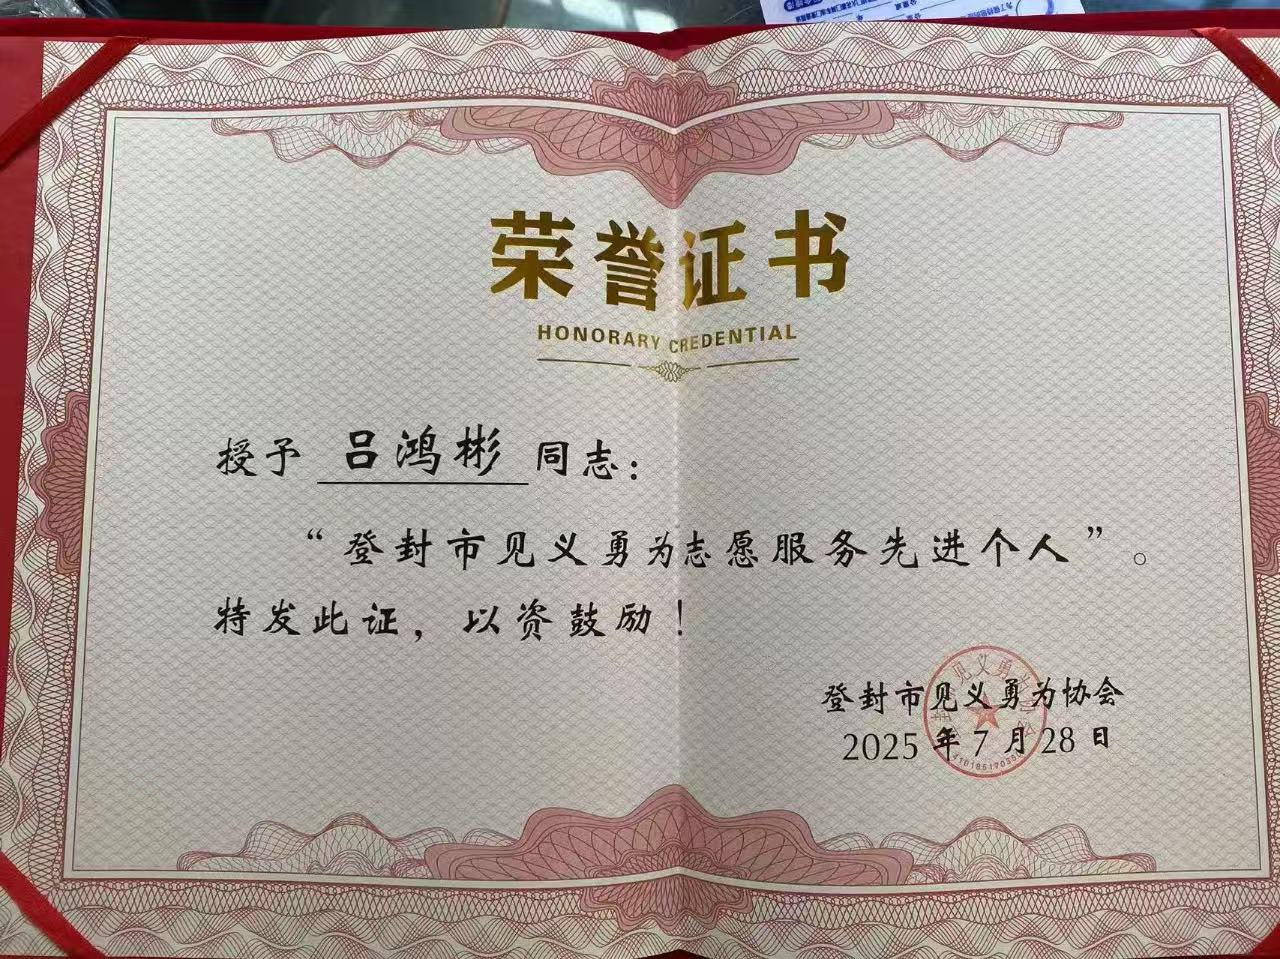 荣誉证书
HONORARY CREDENTIAL
授予 吕鸿彬 同志：
“登封市见义勇为志愿服务先进个人”。
特发此证，以资鼓励！
登封市见义勇为协会
2025年7月28日